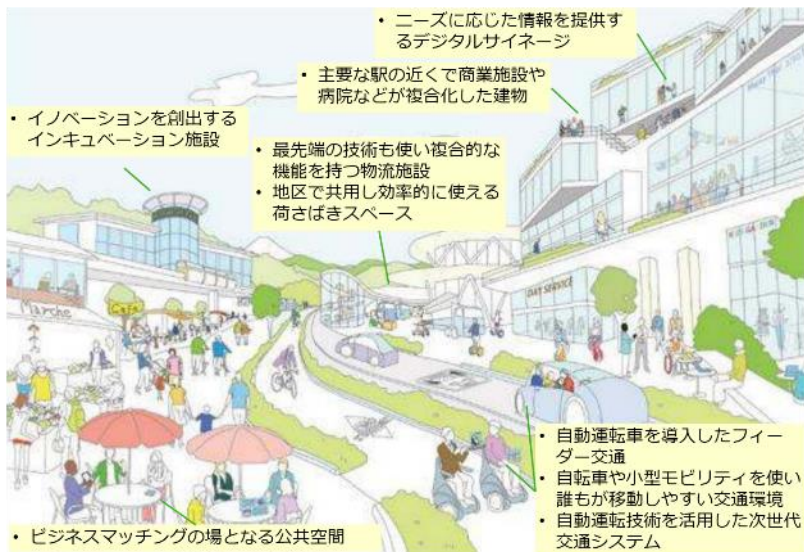 • ニーズに応じた情報を提供す
るデジタルサイネージ
• 主要な駅の近くで商業施設や
病院などが複合化した建物
• イノベーションを創出する
インキュベーション施設
• 最先端の技術も使い複合的な
機能を持つ物流施設
• 地区で共用し効率的に使える
荷さばきスペース
Marche
Cafe
DAY SERVICE
• 自動運転車を導入したフィー
ダー交通
• 自転車や小型モビリティを使い
誰もが移動しやすい交通環境
• 自動運転技術を活用した次世代
交通システム
• ビジネスマッチングの場となる公共空間